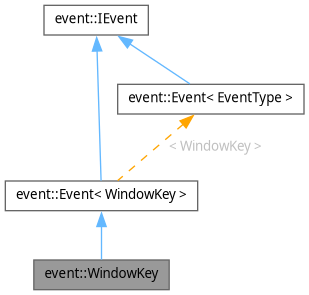 event::IEvent
event::Event< EventType >
< WindowKey >
event::Event< WindowKey >
event::WindowKey